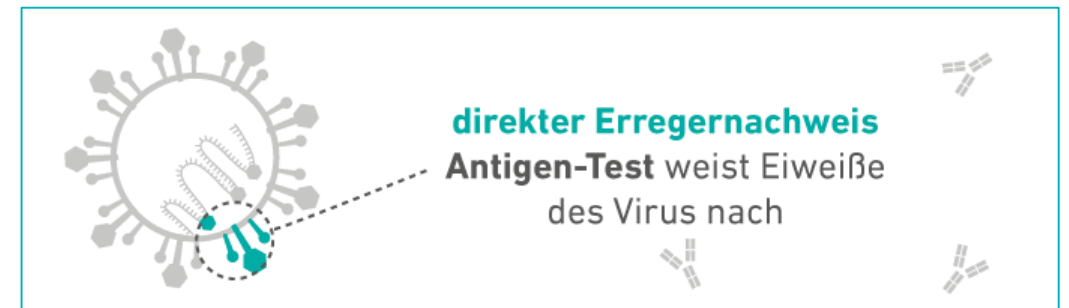 direkter Erregernachweis
Antigen-Test weist Eiweiße
des Virus nach